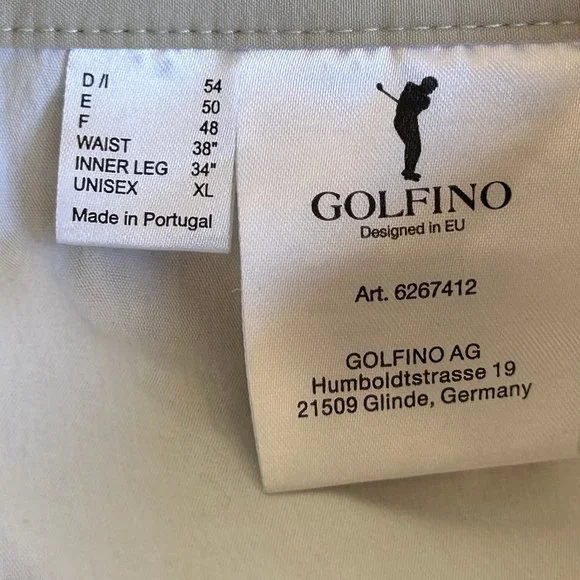 D /I 54
E 50
F 48
WAIST 38"
INNER LEG 34"
UNISEX XL
Made in Portugal
GOLFINO
Designed in EU
Art. 6267412
GOLFINO AG
Humboldtstrasse 19
21509 Glinde, Germany